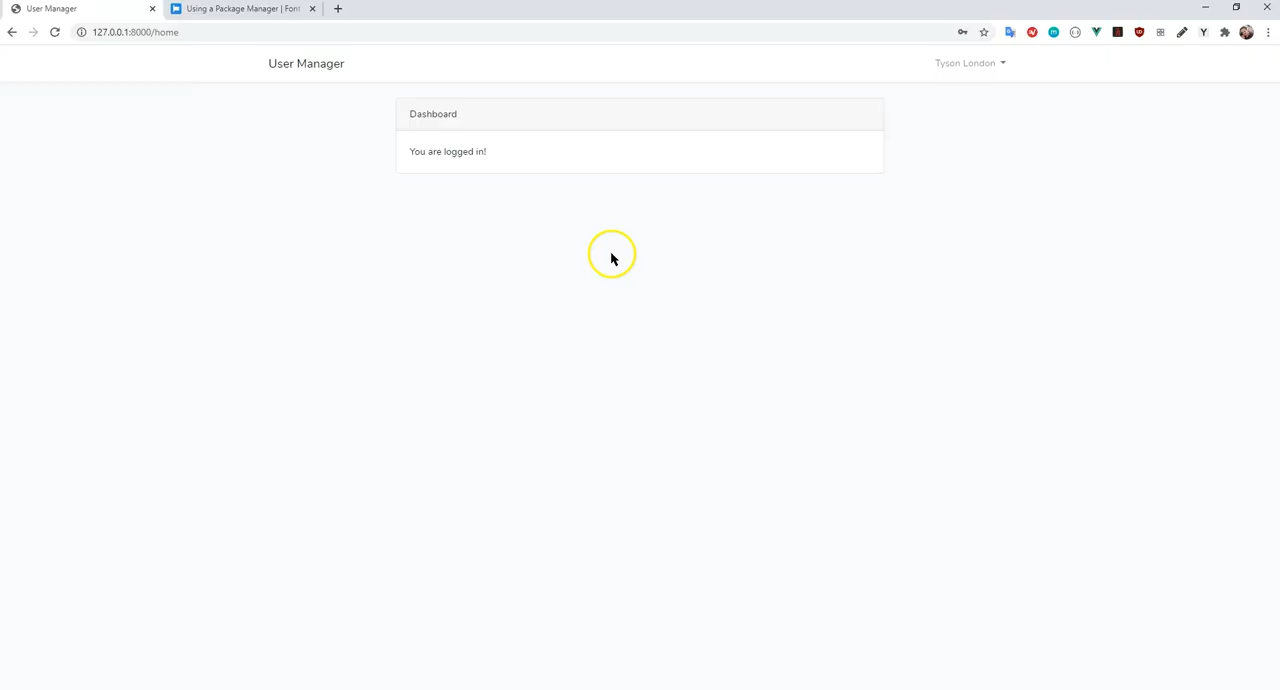 User Manager
Using a Package Manager | Font
127.0.0.1:8000/home
User Manager
Tyson London
Dashboard
You are logged in!